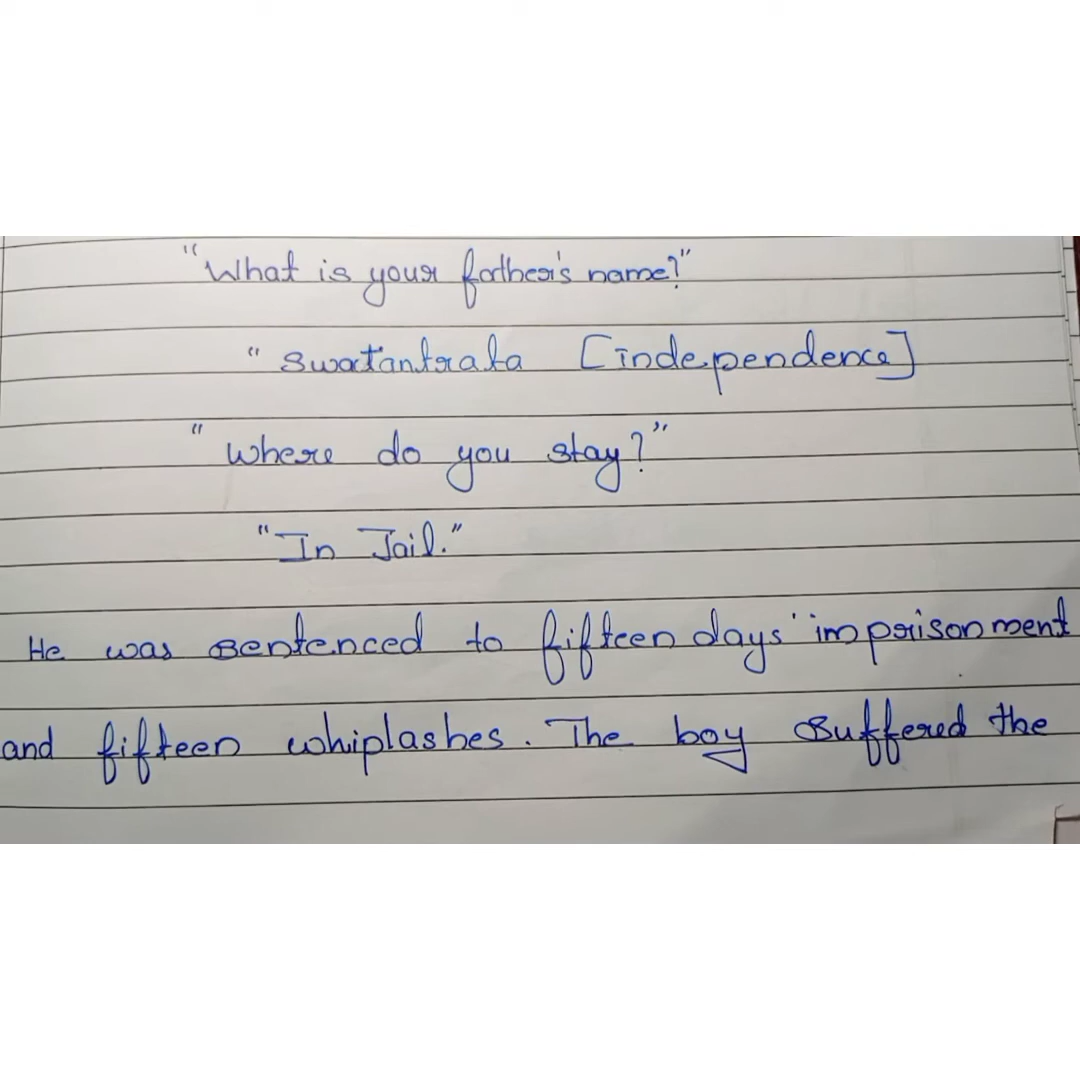 "What is your father's name?"
"Swatantrata [independence]
"Where do you stay?"
"In Jail."
He was sentenced to fifteen days' imprisonment
and fifteen whiplashes. The boy suffered the